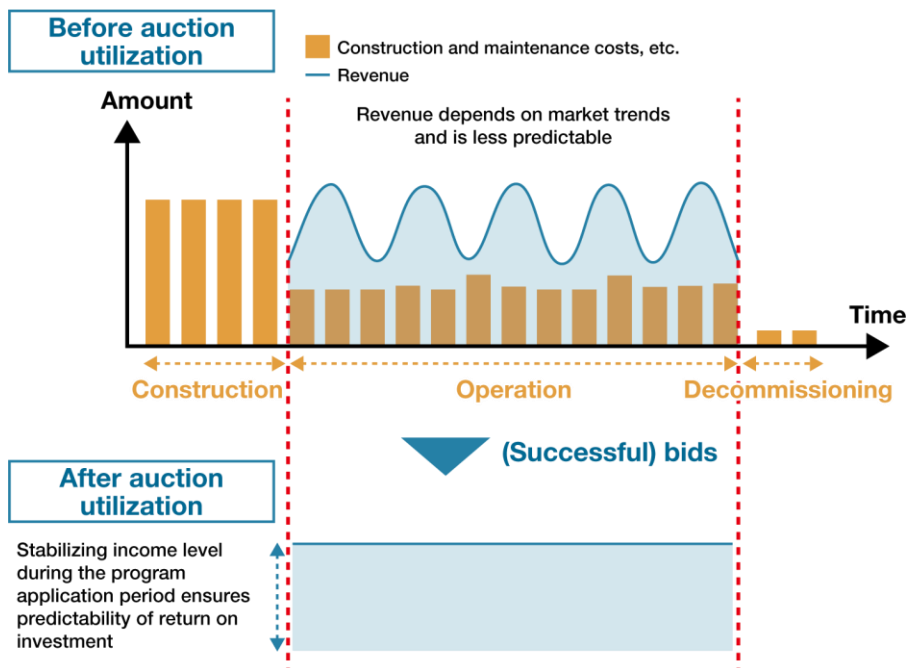 Before auction
utilization
Construction and maintenance costs, etc.
Revenue
Amount
Revenue depends on market trends
and is less predictable
Time
Construction
Operation
Decommissioning
(Successful) bids
After auction
utilization
Stabilizing income level
during the program
application period ensures
predictability of return on
investment